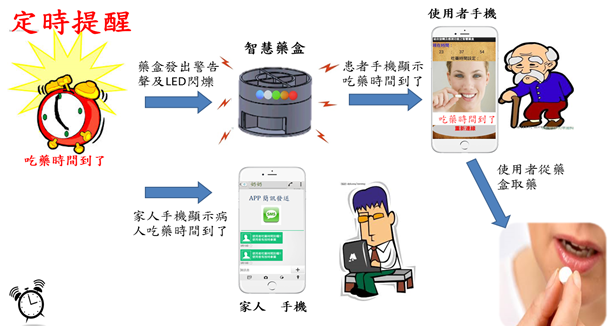 定時提醒
吃藥時間到了
藥盒發出警告
聲及LED閃爍
智慧藥盒
患者手機顯示
吃藥時間到了
使用者手機
吃藥時間到了
重新連線
使用者從藥
盒取藥
家人手機顯示病
人吃藥時間到了
APP 簡訊發送
家人 手機